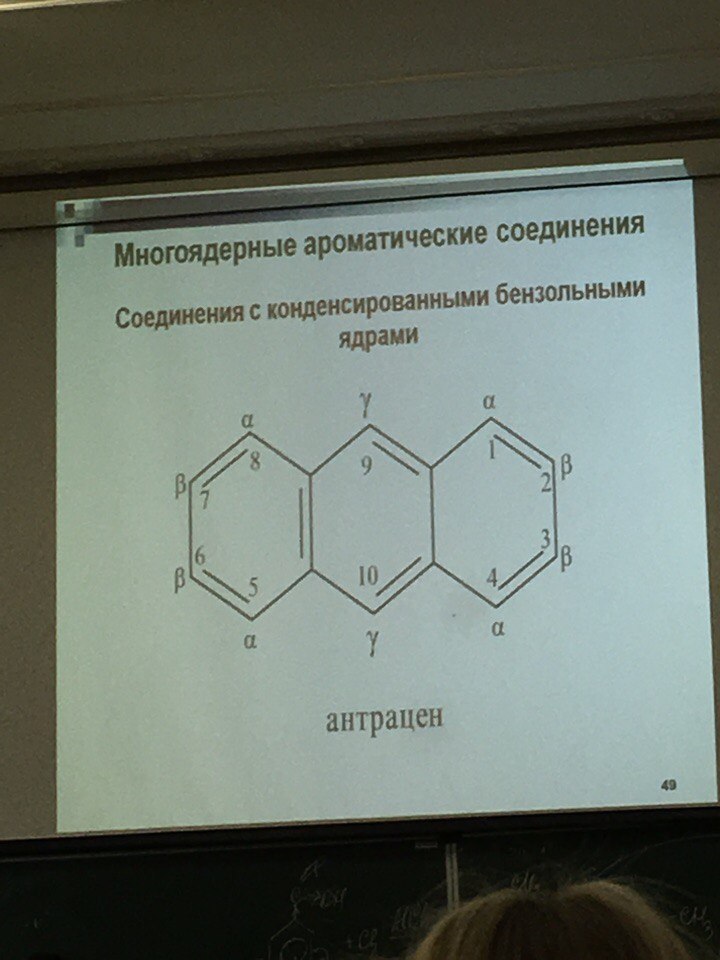 Многоядерные ароматические соединения
Соединения с конденсированными бензольными
ядрами
α γ α
8 9 1
β 7 2 β
β 6 3 β
5 10 4
α γ α
антрацен
49